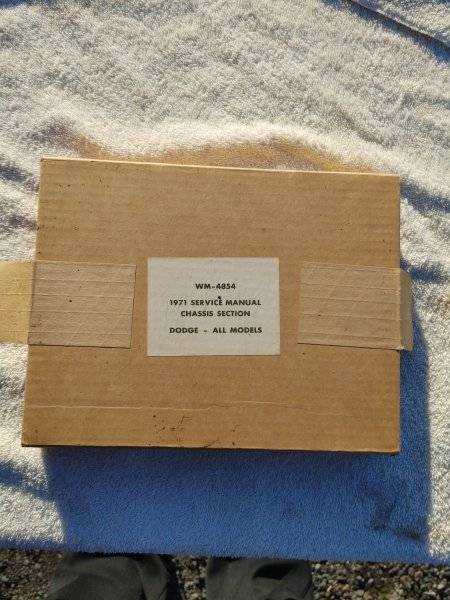 WM-4854
1971 SERVICE MANUAL
CHASSIS SECTION
DODGE - ALL MODELS